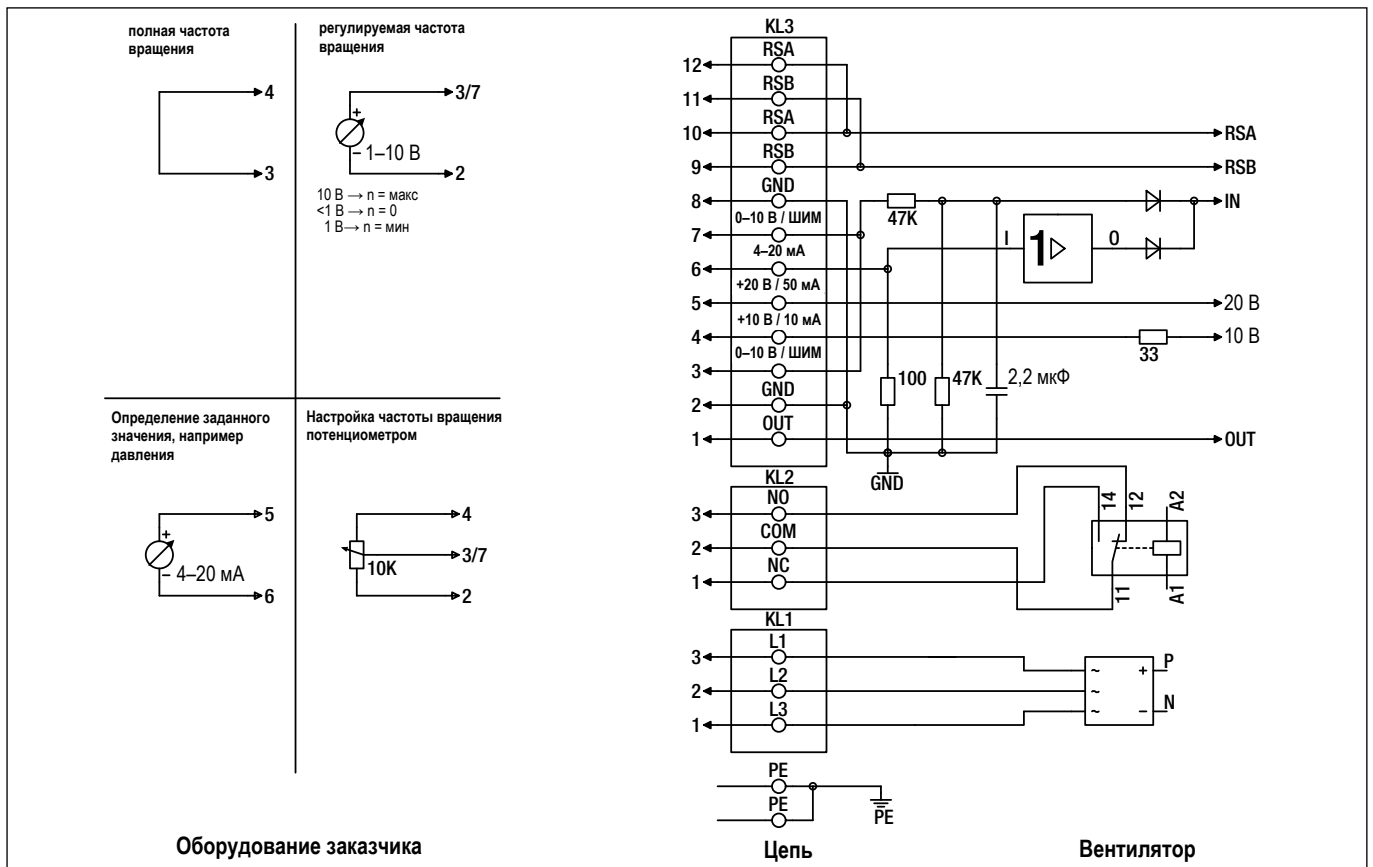 полная частота
вращения
4
3
регулируемая частота
вращения
+
3/7
– 1–10 В
2
10 В → n = макс
<1 В → n = 0
1 В→ n = мин
Определение заданного
значения, например
давления
5
+
– 4–20 мА
6
Настройка частоты вращения
потенциометром
4
3/7
10K
2
Оборудование заказчика
KL3
12 RSA
11 RSB
10 RSA RSA
9 RSB RSB
8 GND IN
7 0–10 В / ШИМ 47K
6 4–20 мА I 1 O
5 +20 В / 50 мА 20 В
4 +10 В / 10 мА 33 10 В
3 0–10 В / ШИМ
100 47K 2,2 мкФ
2 GND
1 OUT OUT
GND
KL2
3 NO
2 COM
1 NC
14 12 A2
11 A1
KL1
3 L1
2 L2
1 L3
~ + P
~
~ – N
PE
PE
PE
Цепь
Вентилятор